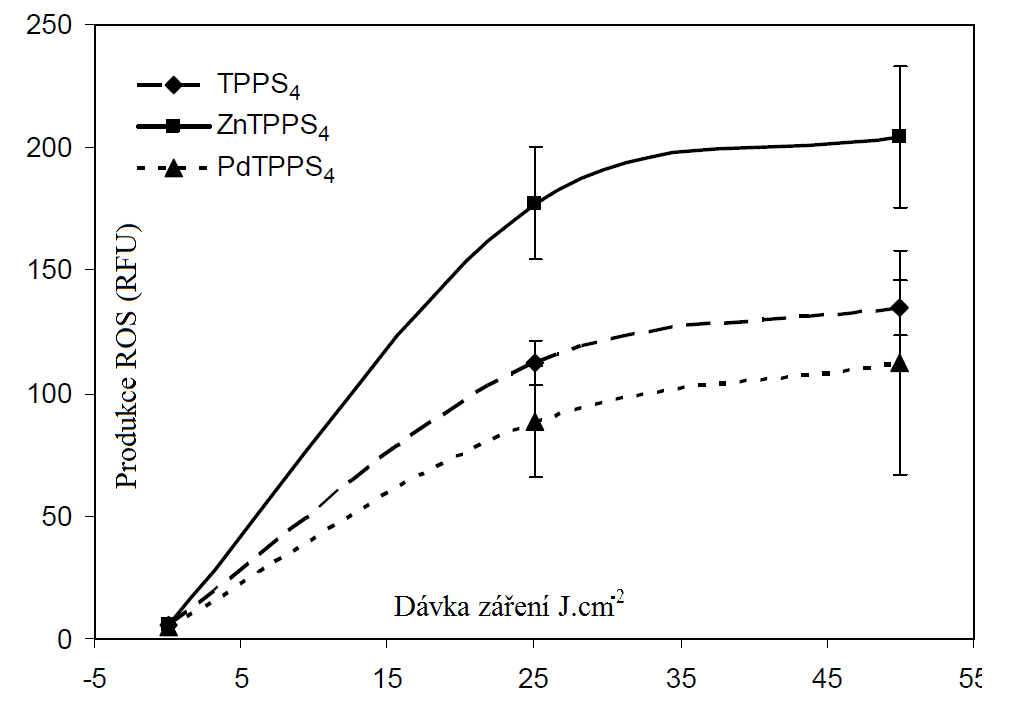 250
TPPS4
ZnTPPS4
200
PdTPPS4
150
Produkce ROS (RFU)
100
50
Dávka záření J.cm-2
0
-5 5 15 25 35 45 55